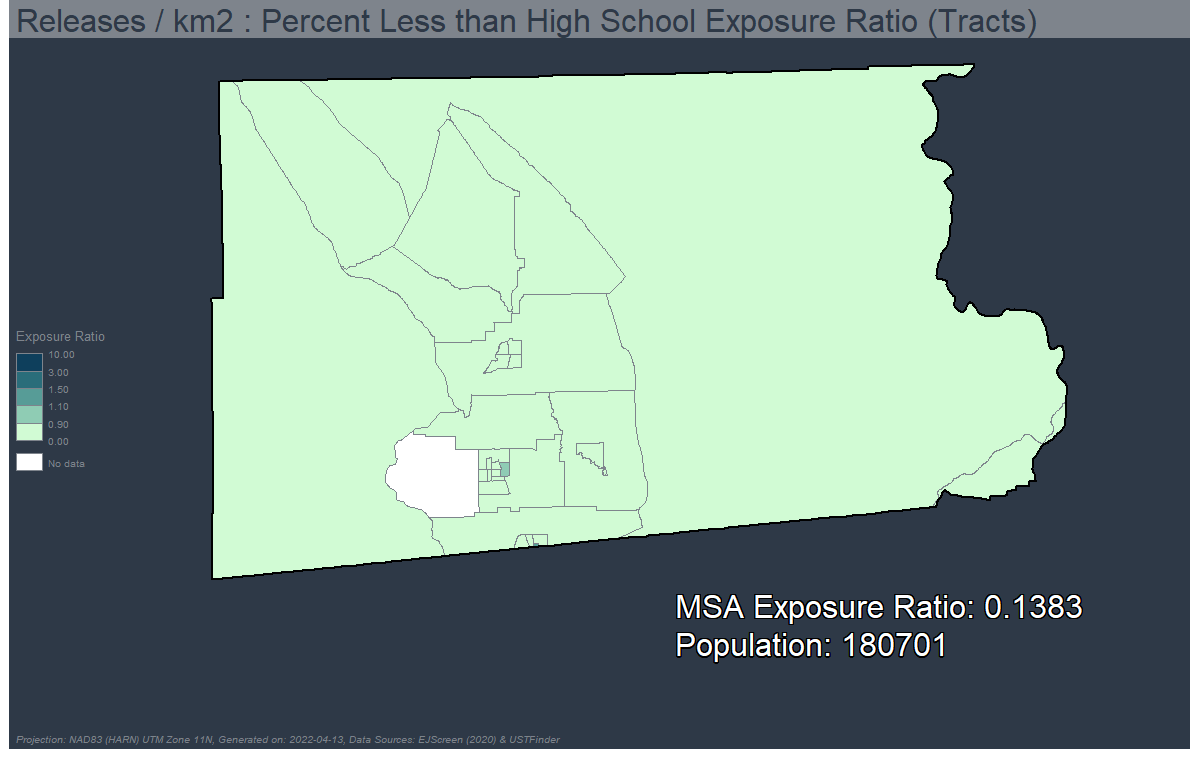 Releases / km2 : Percent Less than High School Exposure Ratio (Tracts)
Exposure Ratio
10.00
3.00
1.50
1.10
0.90
0.00
No data
MSA Exposure Ratio: 0.1383
Population: 180701
Projection: NAD83 (HARN) UTM Zone 11N, Generated on: 2022-04-13, Data Sources: EJScreen (2020) & USTFinder